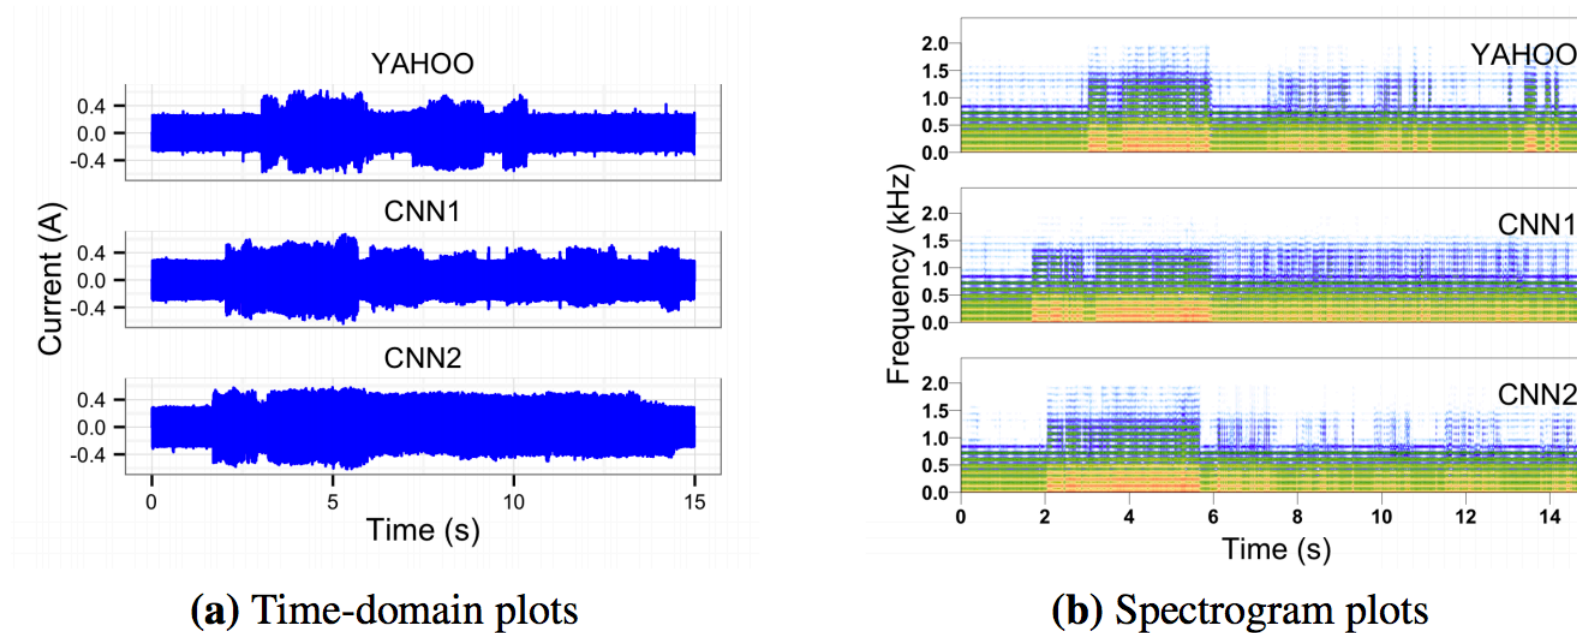 YAHOO
0.4
0.0
-0.4
CNN1
0.4
0.0
-0.4
CNN2
0.4
0.0
-0.4
Current (A)
0 5 10 15
Time (s)
(a) Time-domain plots
YAHOO
2.0
1.5
1.0
0.5
0.0
CNN1
2.0
1.5
1.0
0.5
0.0
CNN2
2.0
1.5
1.0
0.5
0.0
Frequency (kHz)
0 2 4 6 8 10 12 14
Time (s)
(b) Spectrogram plots